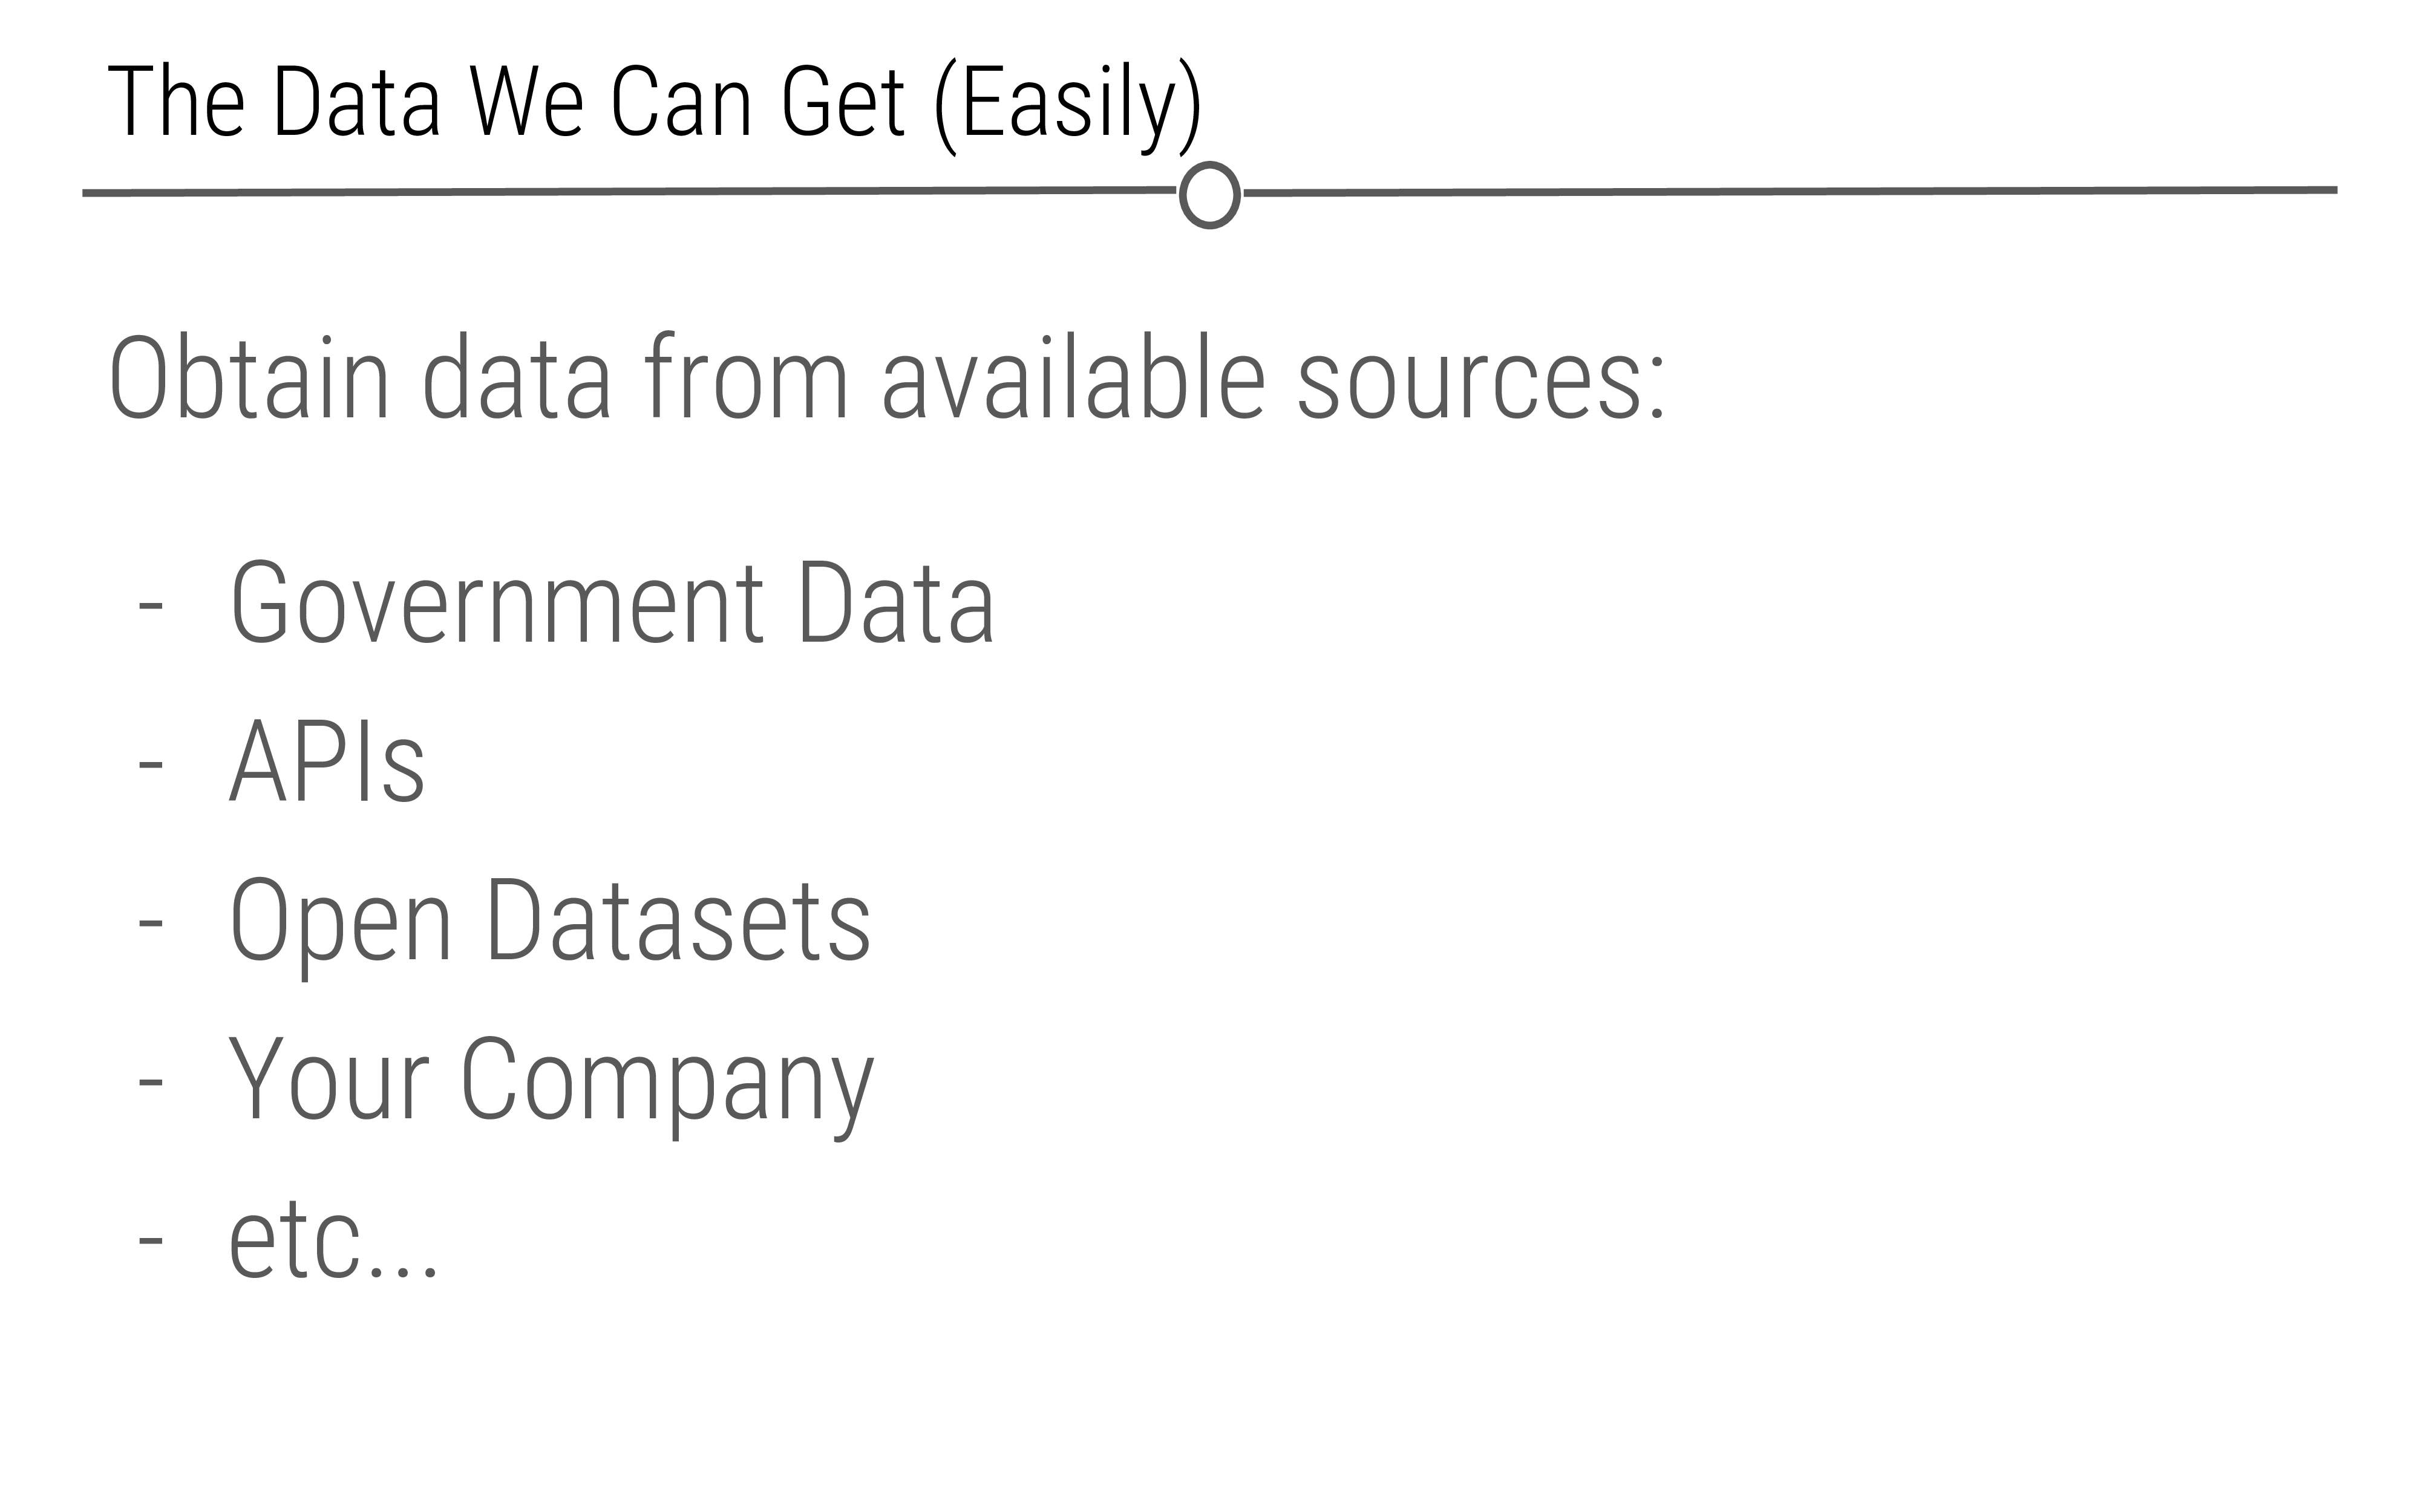 The Data We Can Get (Easily)
Obtain data from available sources:
- Government Data
- APIs
- Open Datasets
- Your Company
- etc...